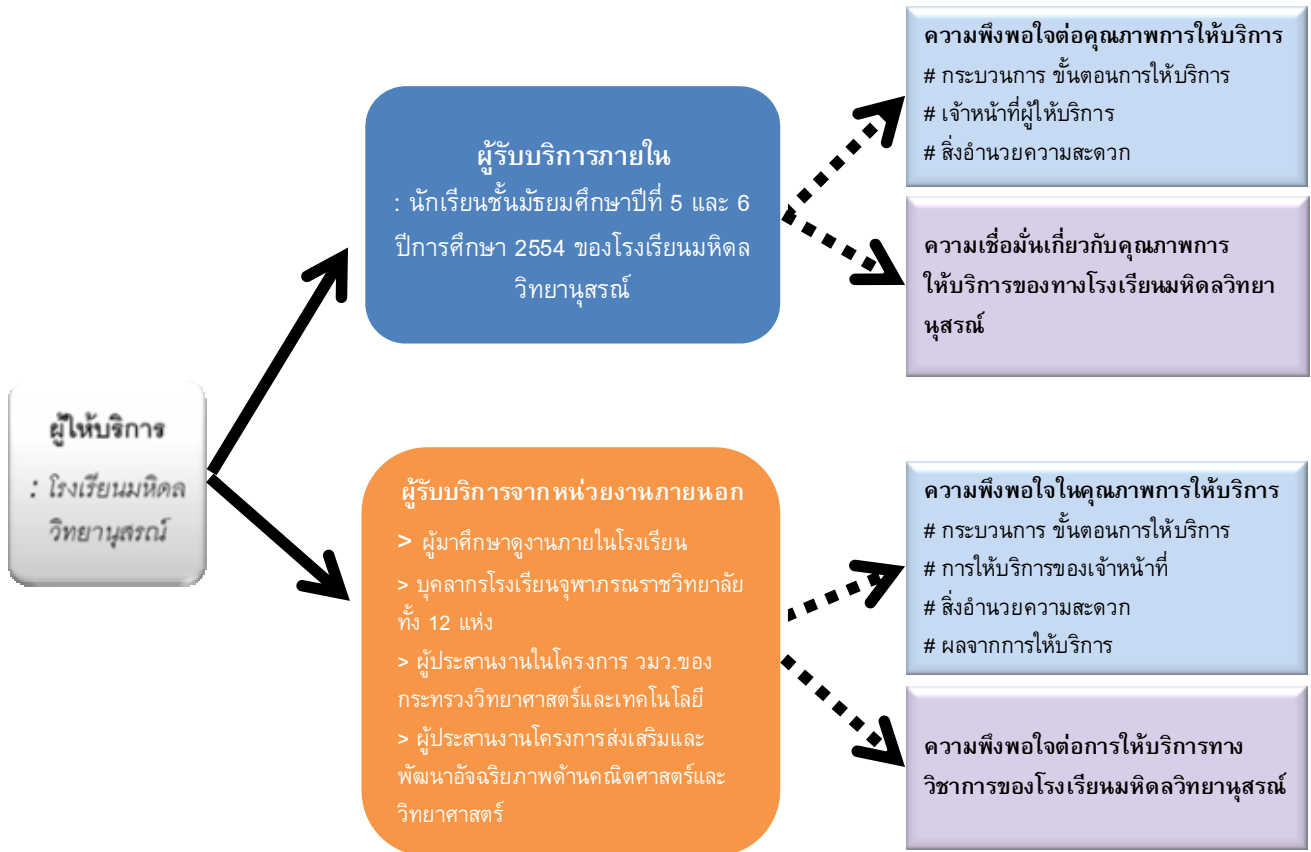 ผู้ให้บริการ
: โรงเรียนมหิดล
วิทยานุสรณ์
ผู้รับบริการภายใน
: นักเรียนชั้นมัธยมศึกษาปีที่ 5 และ 6
ปีการศึกษา 2554 ของโรงเรียนมหิดล
วิทยานุสรณ์
ความพึงพอใจต่อคุณภาพการให้บริการ
# กระบวนการ ขั้นตอนการให้บริการ
# เจ้าหน้าที่ผู้ให้บริการ
# สิ่งอำนวยความสะดวก
ความเชื่อมั่นเกี่ยวกับคุณภาพการ
ให้บริการของทางโรงเรียนมหิดลวิทยา
นุสรณ์
ผู้รับบริการจากหน่วยงานภายนอก
> ผู้มาศึกษาดูงานภายในโรงเรียน
> บุคลากรโรงเรียนจุฬาภรณราชวิทยาลัย
ทั้ง 12 แห่ง
> ผู้ประสานงานในโครงการ วมว.ของ
กระทรวงวิทยาศาสตร์และเทคโนโลยี
> ผู้ประสานงานโครงการส่งเสริมและ
พัฒนาอัจฉริยภาพด้านคณิตศาสตร์และ
วิทยาศาสตร์
ความพึงพอใจในคุณภาพการให้บริการ
# กระบวนการ ขั้นตอนการให้บริการ
# การให้บริการของเจ้าหน้าที่
# สิ่งอำนวยความสะดวก
# ผลจากการให้บริการ
ความพึงพอใจต่อการให้บริการทาง
วิชาการของโรงเรียนมหิดลวิทยานุสรณ์